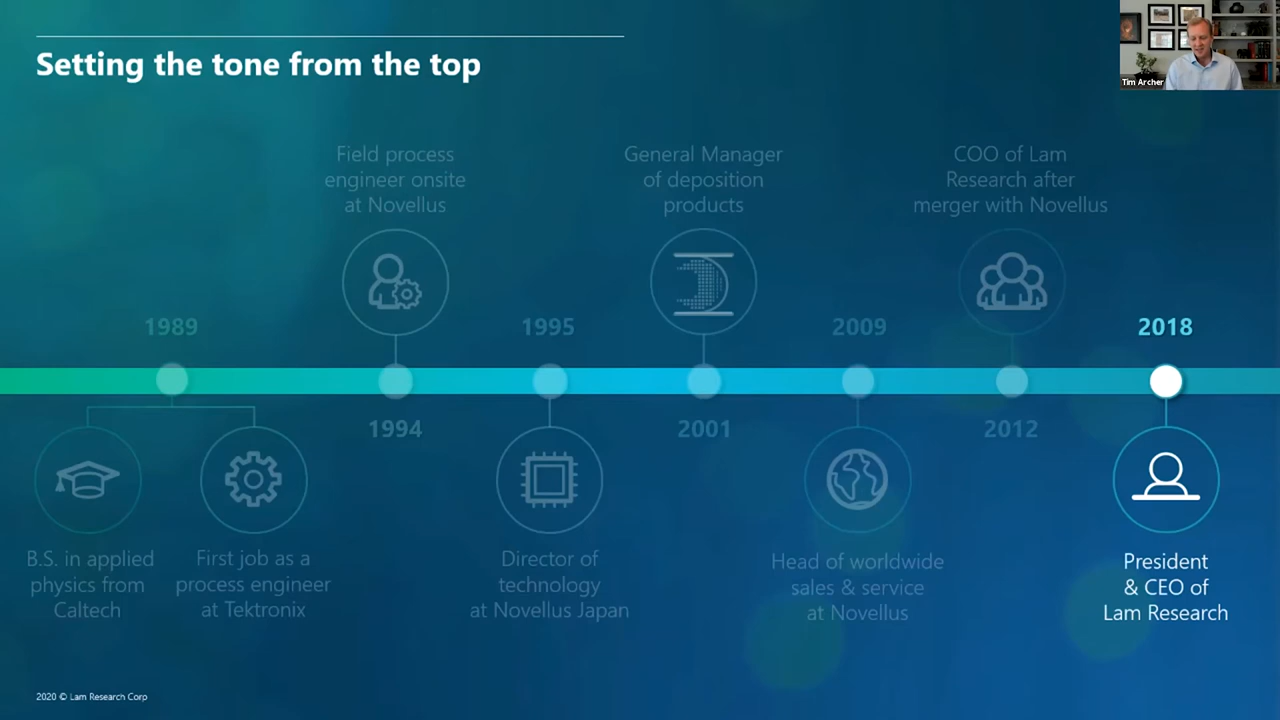 Setting the tone from the top
Tim Archer
Field process
engineer onsite
at Novellus
General Manager
of deposition
products
COO of Lam
Research after
merger with Novellus
1989
1995
2009
2018
1994
2001
2012
B.S. in applied
physics from
Caltech
First job as a
process engineer
at Tektronix
Director of
technology
at Novellus Japan
Head of worldwide
sales & service
at Novellus
President
& CEO of
Lam Research
2020 © Lam Research Corp